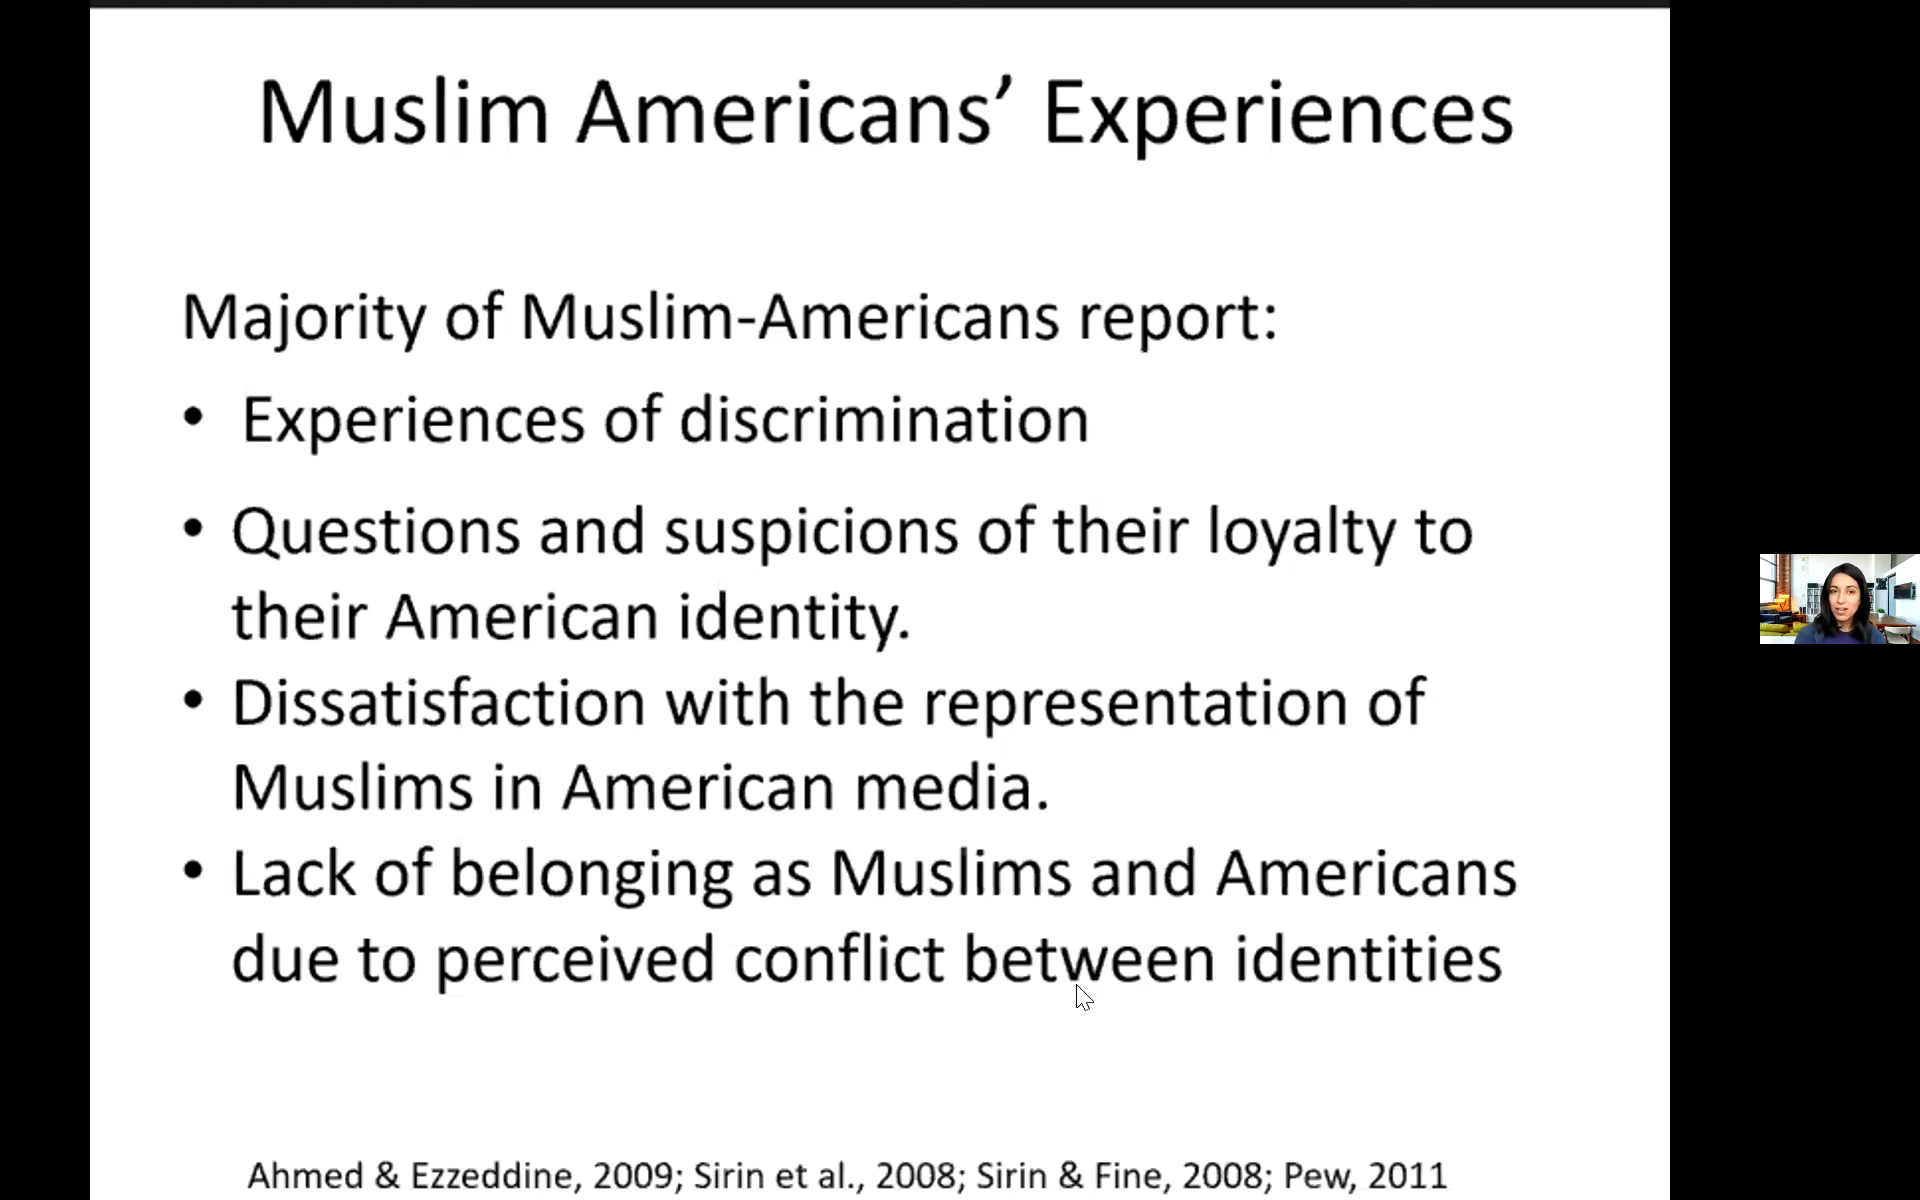 Muslim Americans’ Experiences
Majority of Muslim-Americans report:
• Experiences of discrimination
• Questions and suspicions of their loyalty to
their American identity.
• Dissatisfaction with the representation of
Muslims in American media.
• Lack of belonging as Muslims and Americans
due to perceived conflict between identities
Ahmed & Ezzeddine, 2009; Sirin et al., 2008; Sirin & Fine, 2008; Pew, 2011